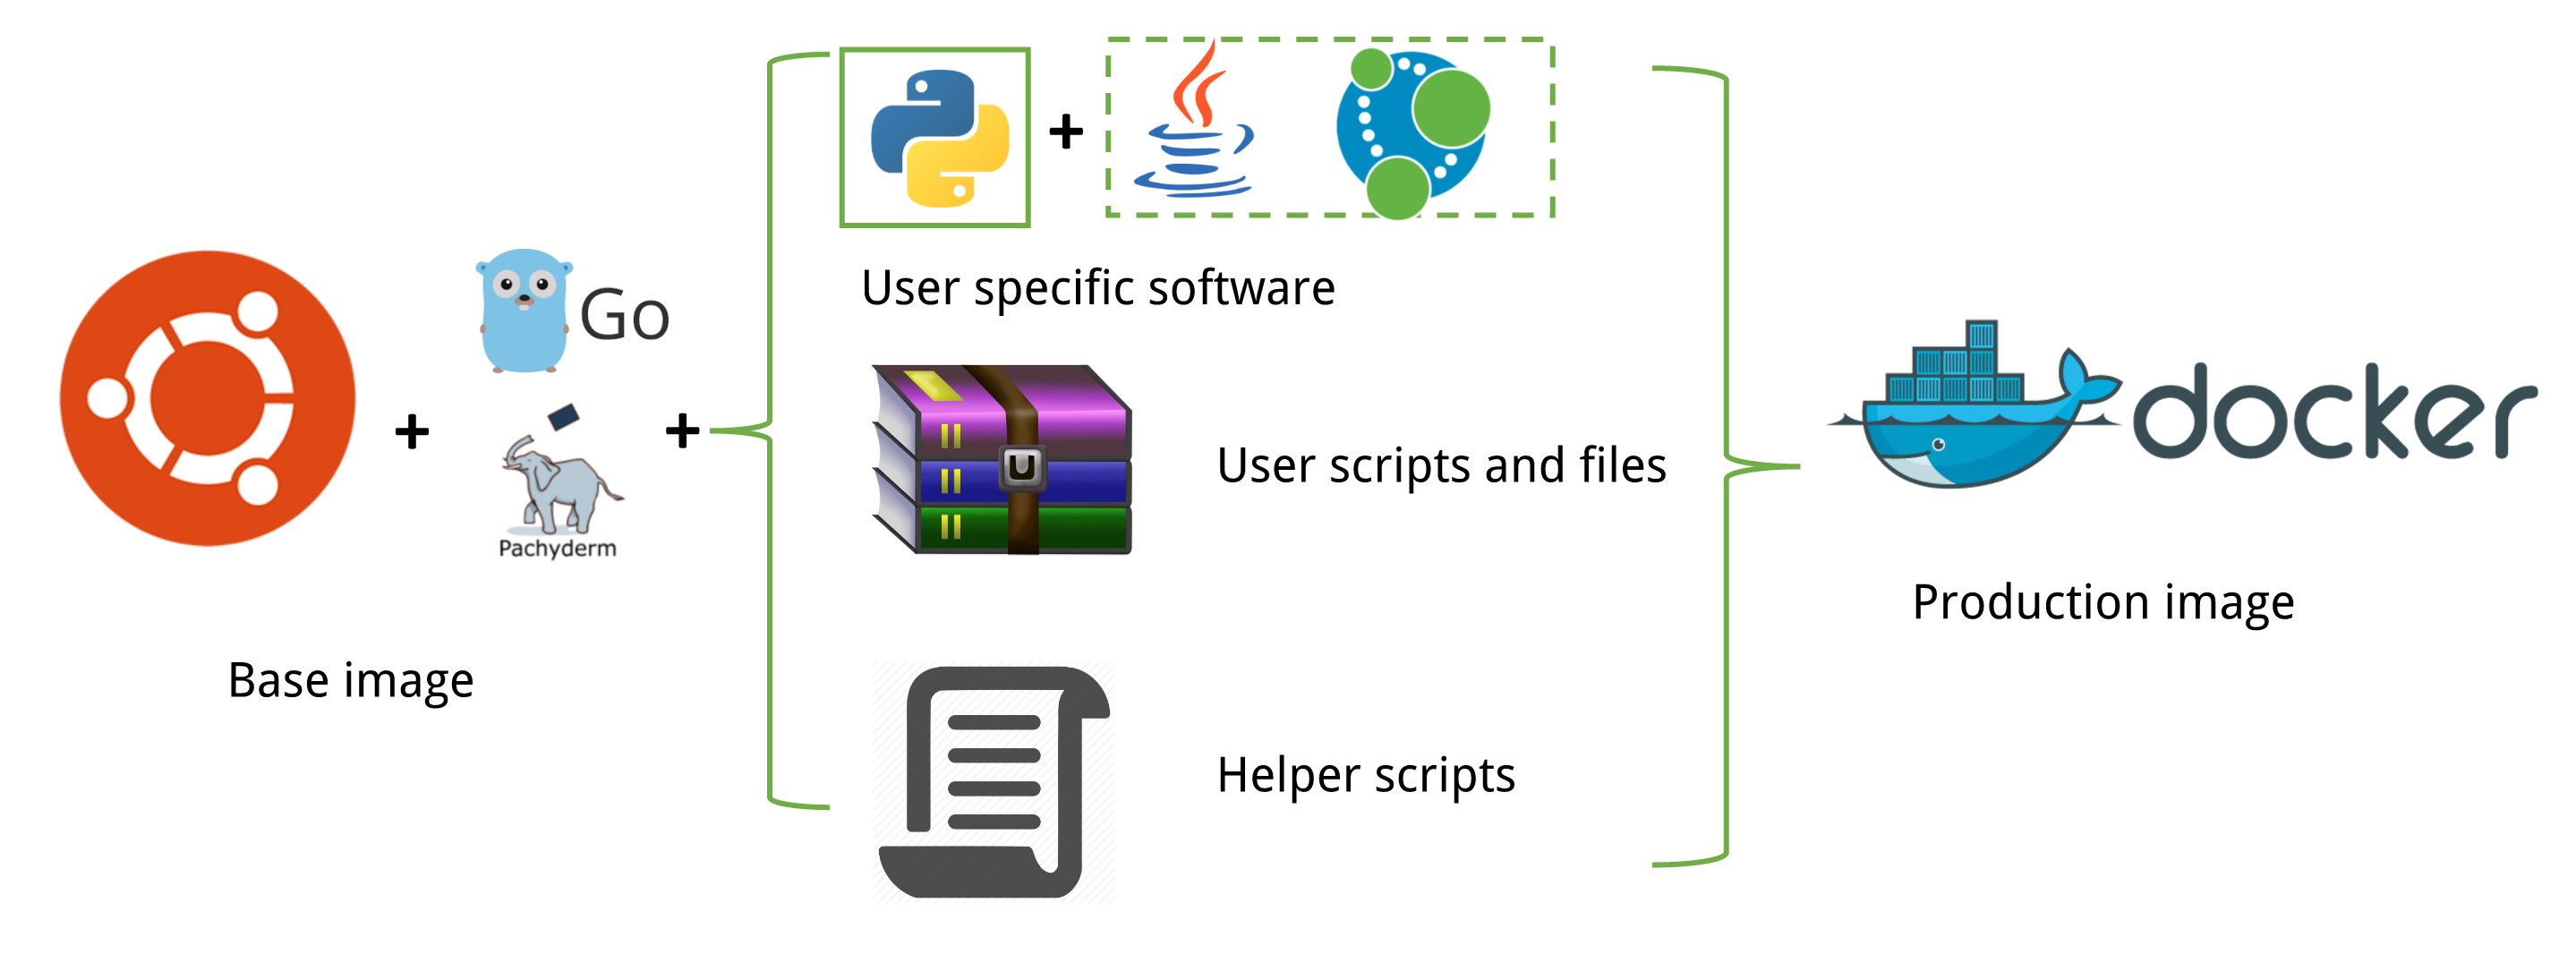 Go
Pachyderm
Base image
User specific software
U
User scripts and files
Helper scripts
docker
Production image